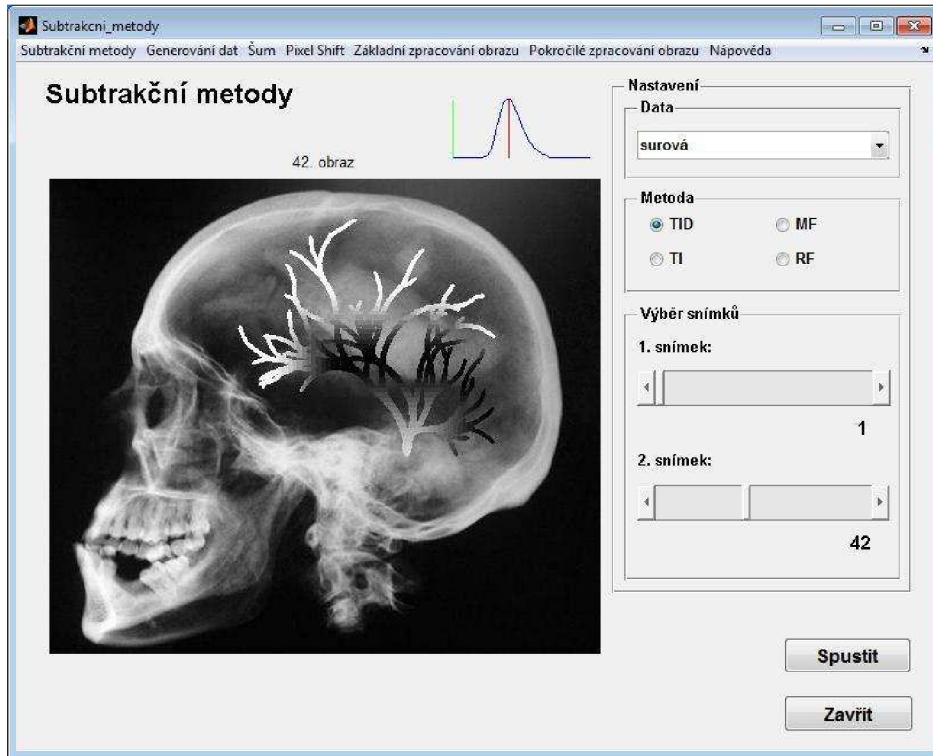 Subtrakcni_metody
Subtrakční metody Generování dat Šum Pixel Shift Základní zpracování obrazu Pokročilé zpracování obrazu Nápověda
Subtrakční metody
42. obraz
Nastavení
Data
surová
Metoda
TID MF
TI RF
Výběr snímků
1. snímek:
1
2. snímek:
42
Spustit
Zavřít